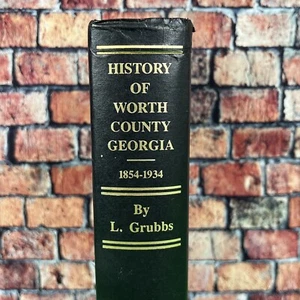 HISTORY
OF
WORTH
COUNTY
GEORGIA
1854-1934
By
L. Grubbs